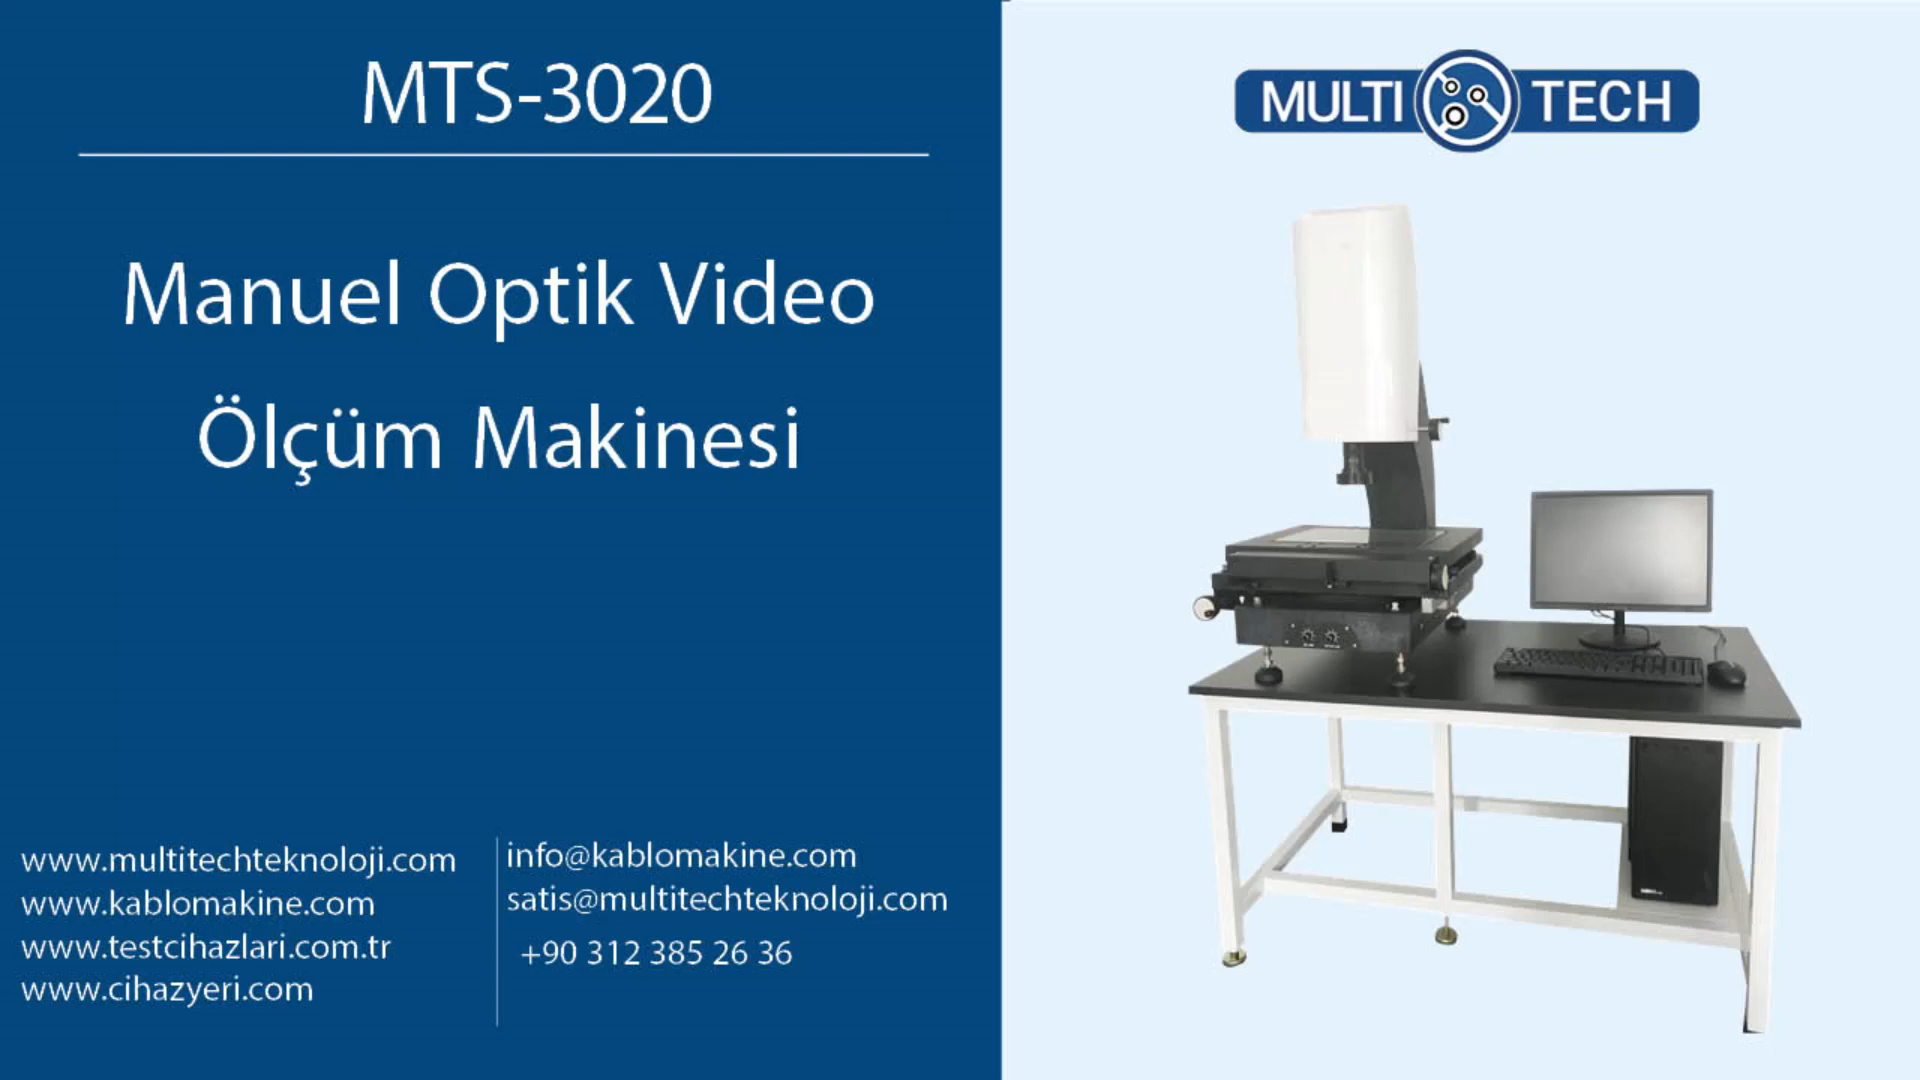 MTS-3020
Manuel Optik Video
Ölçüm Makinesi
www.multitechteknoloji.com
www.kablomakine.com
www.testcihazlari.com.tr
www.cihazyeri.com
info@kablomakine.com
satis@multitechteknoloji.com
+90 312 385 26 36
MULTI TECH